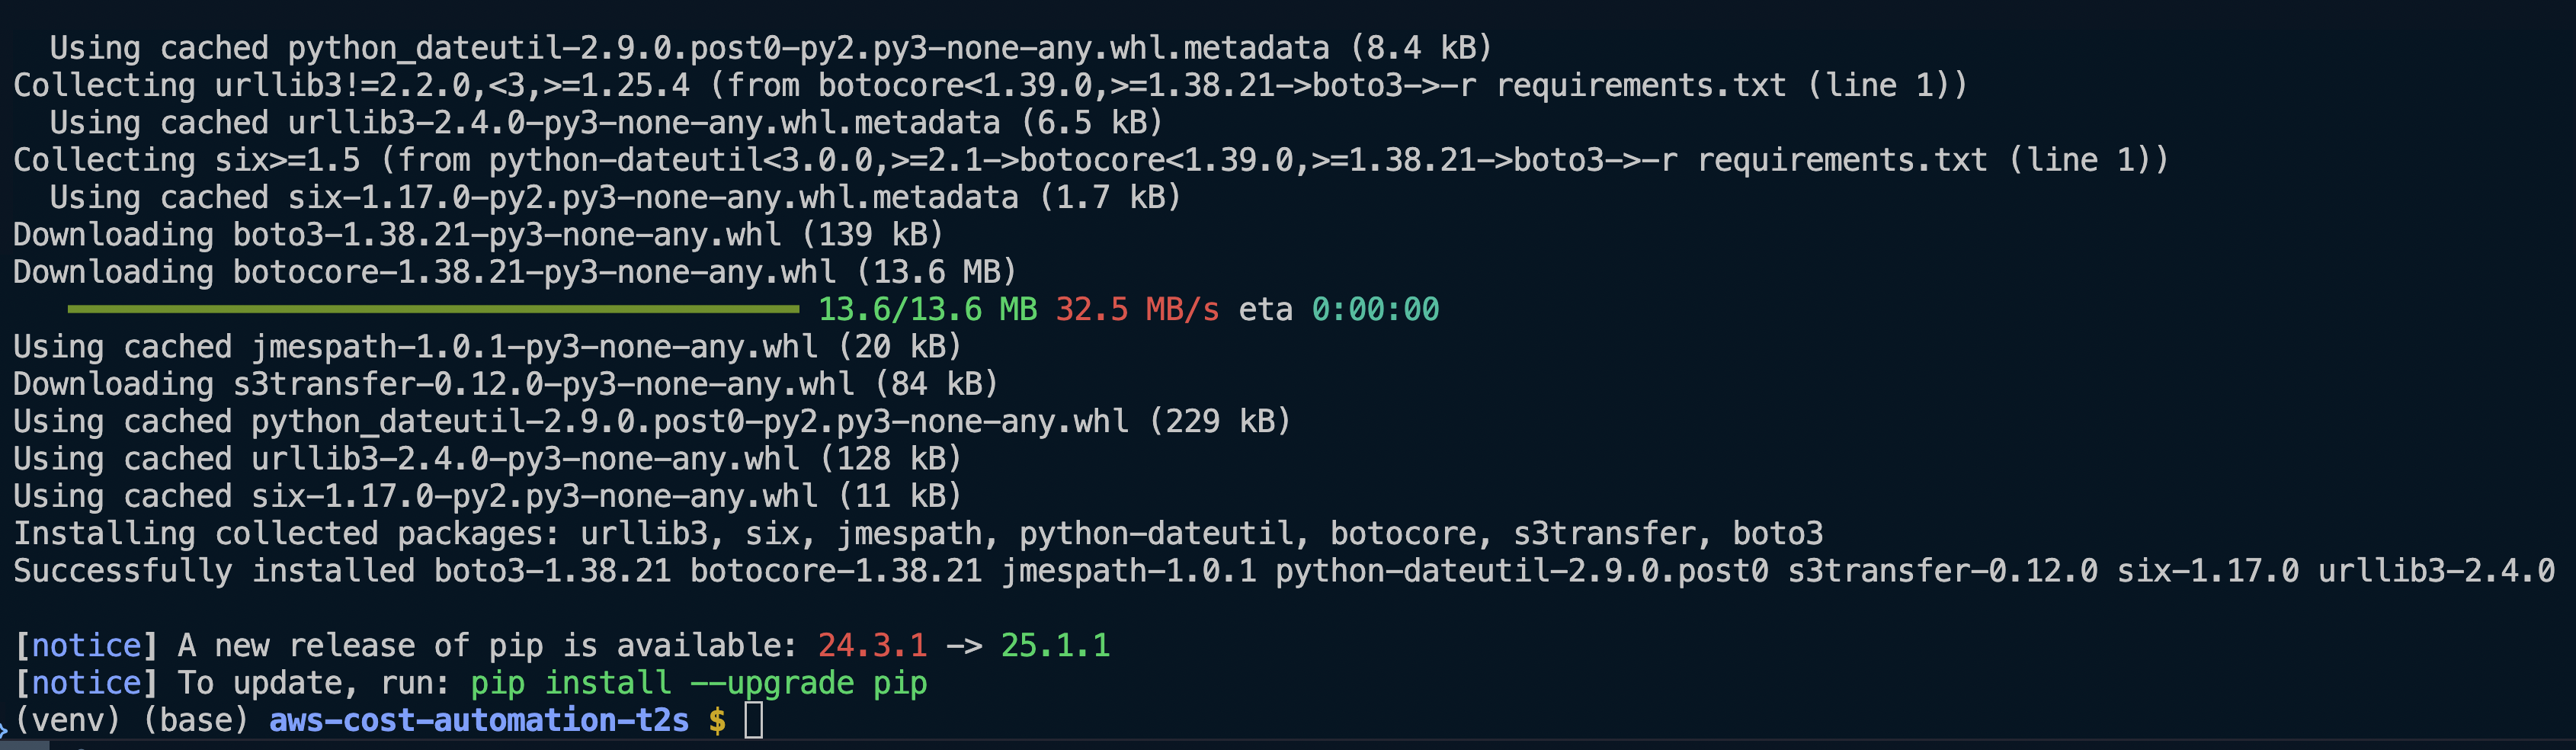 Using cached python_dateutil-2.9.0.post0-py2.py3-none-any.whl.metadata (8.4 kB)
Collecting urllib3!=2.2.0,<3,>=1.25.4 (from botocore<1.39.0,>=1.38.21->boto3->-r requirements.txt (line 1))
Using cached urllib3-2.4.0-py3-none-any.whl.metadata (6.5 kB)
Collecting six>=1.5 (from python-dateutil<3.0.0,>=2.1->botocore<1.39.0,>=1.38.21->boto3->-r requirements.txt (line 1))
Using cached six-1.17.0-py2.py3-none-any.whl.metadata (1.7 kB)
Downloading boto3-1.38.21-py3-none-any.whl (139 kB)
Downloading botocore-1.38.21-py3-none-any.whl (13.6 MB)
13.6/13.6 MB 32.5 MB/s eta 0:00:00
Using cached jmespath-1.0.1-py3-none-any.whl (20 kB)
Downloading s3transfer-0.12.0-py3-none-any.whl (84 kB)
Using cached python_dateutil-2.9.0.post0-py2.py3-none-any.whl (229 kB)
Using cached urllib3-2.4.0-py3-none-any.whl (128 kB)
Using cached six-1.17.0-py2.py3-none-any.whl (11 kB)
Installing collected packages: urllib3, six, jmespath, python-dateutil, botocore, s3transfer, boto3
Successfully installed boto3-1.38.21 botocore-1.38.21 jmespath-1.0.1 python-dateutil-2.9.0.post0 s3transfer-0.12.0 six-1.17.0 urllib3-2.4.0
[notice] A new release of pip is available: 24.3.1 -> 25.1.1
[notice] To update, run: pip install --upgrade pip
(venv) (base) aws-cost-automation-t2s $